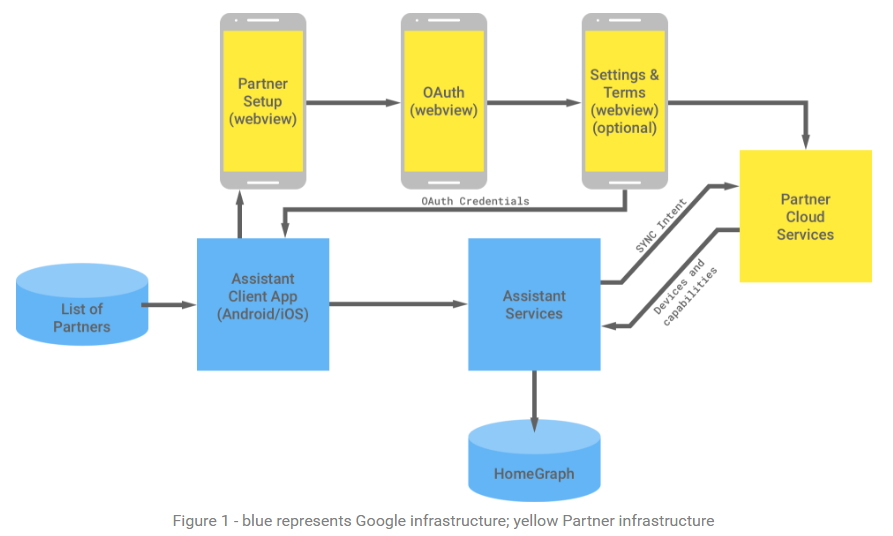 Partner
Setup
(webview)
OAuth
(webview)
Settings &
Terms
(webview)
(optional)
OAuth Credentials
SYNC Intent
Partner
Cloud
Services
Devices and
capabilities
List of
Partners
Assistant
Client App
(Android/iOS)
Assistant
Services
HomeGraph
Figure 1 - blue represents Google infrastructure; yellow Partner infrastructure